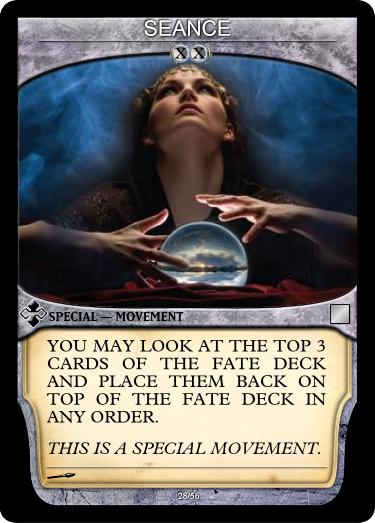 SEANCE
X X
SPECIAL — MOVEMENT
YOU MAY LOOK AT THE TOP 3
CARDS OF THE FATE DECK
AND PLACE THEM BACK ON
TOP OF THE FATE DECK IN
ANY ORDER.
THIS IS A SPECIAL MOVEMENT.
28/56